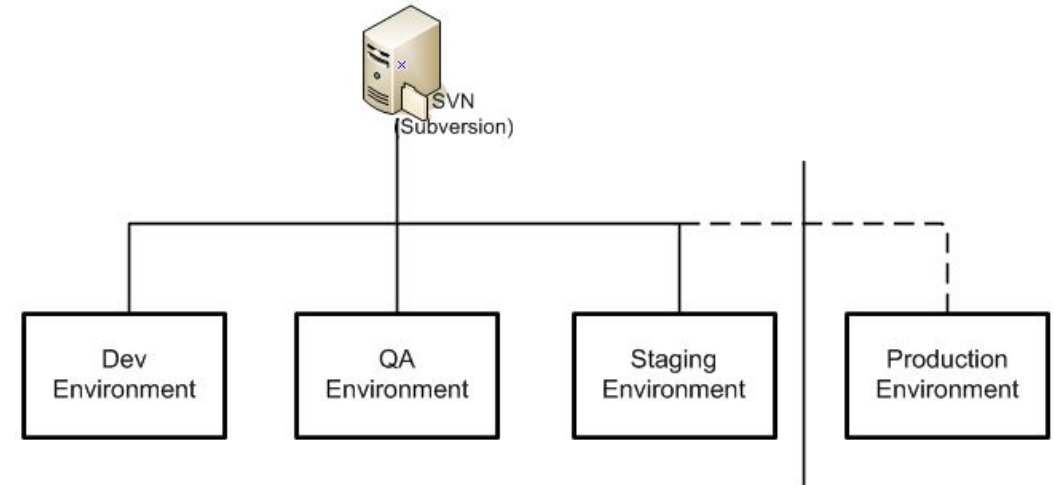 SVN
(Subversion)
Dev
Environment
QA
Environment
Staging
Environment
Production
Environment